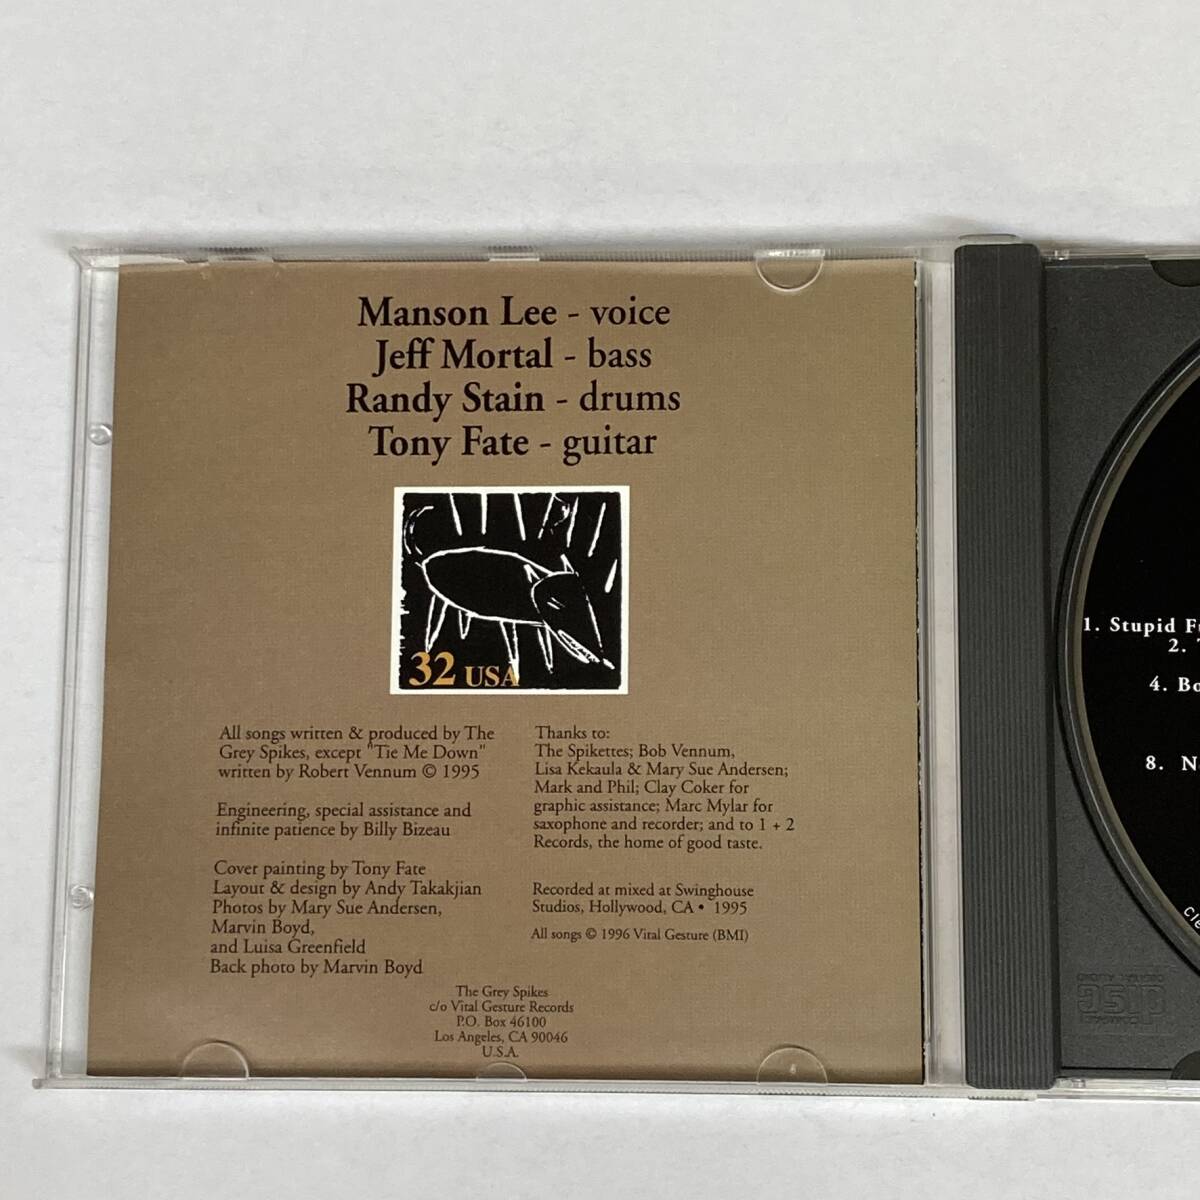 Manson Lee - voice
Jeff Mortal - bass
Randy Stain - drums
Tony Fate - guitar
32 USA
All songs written & produced by The
Grey Spikes, except "Tie Me Down"
written by Robert Vennum © 1995
Engineering, special assistance and
infinite patience by Billy Bizeau
Cover painting by Tony Fate
Layout & design by Andy Takakjian
Photos by Mary Sue Andersen,
Marvin Boyd,
and Luisa Greenfield
Back photo by Marvin Boyd
Thanks to:
The Spikettes; Bob Vennum,
Lisa Kekaula & Mary Sue Andersen;
Mark and Phil; Clay Coker for
graphic assistance; Marc Mylar for
saxophone and recorder; and to 1 + 2
Records, the home of good taste.
Recorded at mixed at Swinghouse
Studios, Hollywood, CA • 1995
All songs © 1996 Vital Gesture (BMI)
The Grey Spikes
c/o Vital Gesture Records
P.O. Box 46100
Los Angeles, CA 90046
U.S.A.
1. Stupid
2.
4.
8.
disc